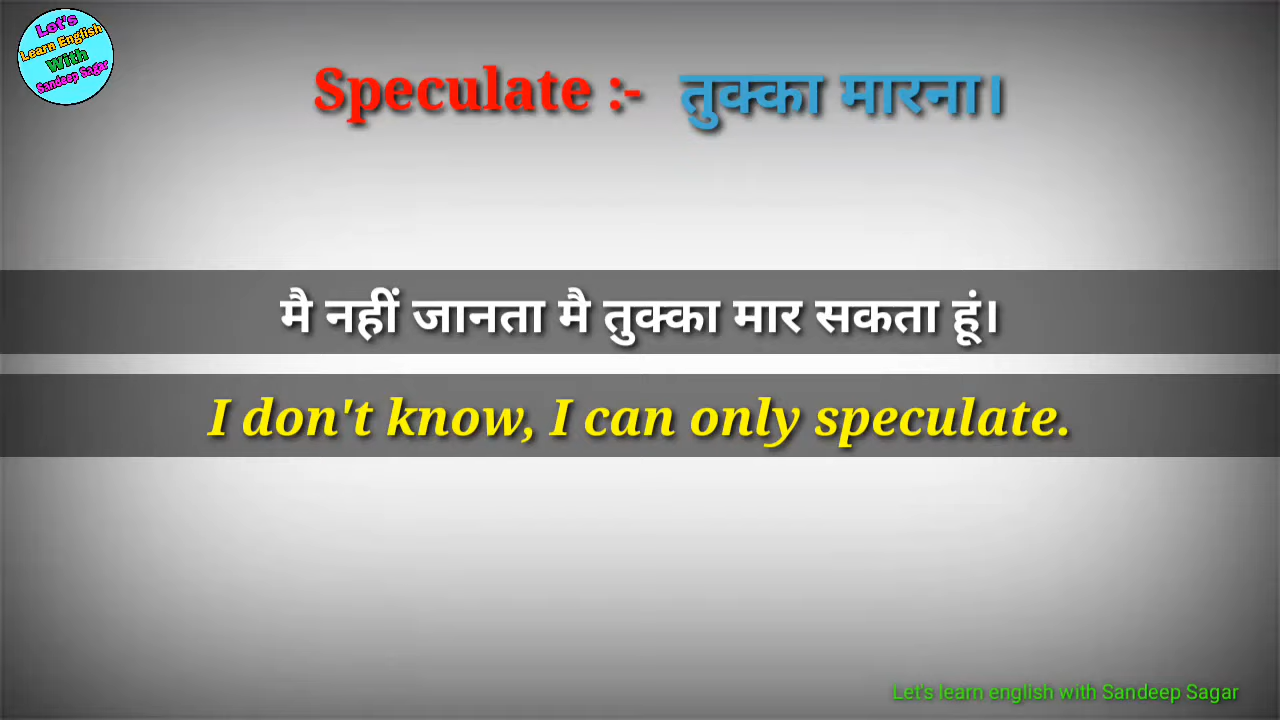 Let's
Learn English
With
Sandeep Sagar
Speculate :- तुक्का मारना।
मै नहीं जानता मै तुक्का मार सकता हूं।
I don't know, I can only speculate.
Let's learn english with Sandeep Sagar